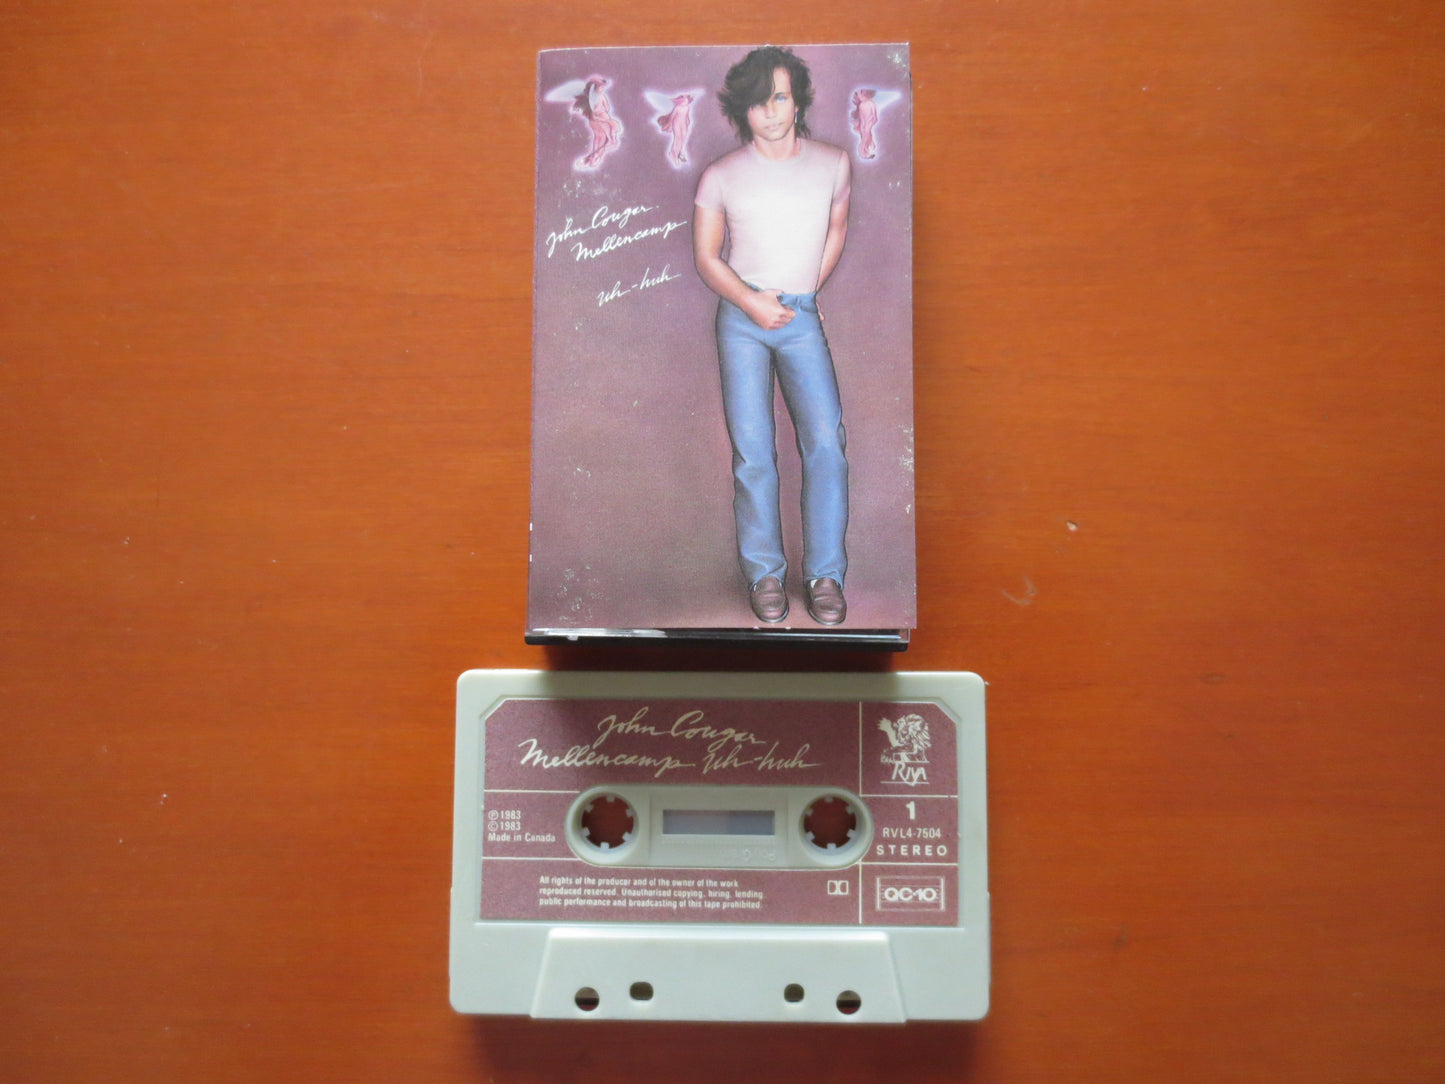 John Cougar
Mellencamp
Uh-huh
John Cougar
Mellencamp Uh-huh
RIVA
℗ 1983
© 1983
Made in Canada
1
RVL4-7504
STEREO
All rights of the producer and of the owner of the work
reproduced reserved. Unauthorised copying, hiring, lending,
public performance and broadcasting of this tape prohibited.
QC-10